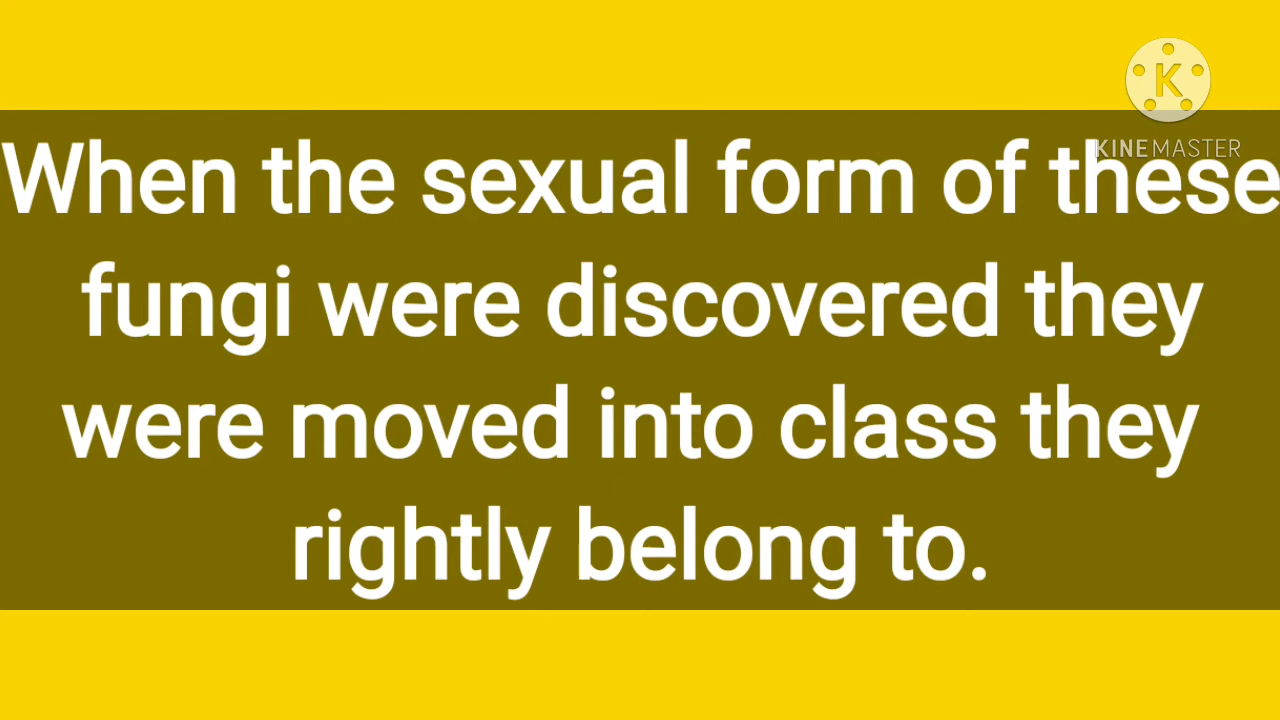 K
KINEMASTER
When the sexual form of these
fungi were discovered they
were moved into class they
rightly belong to.